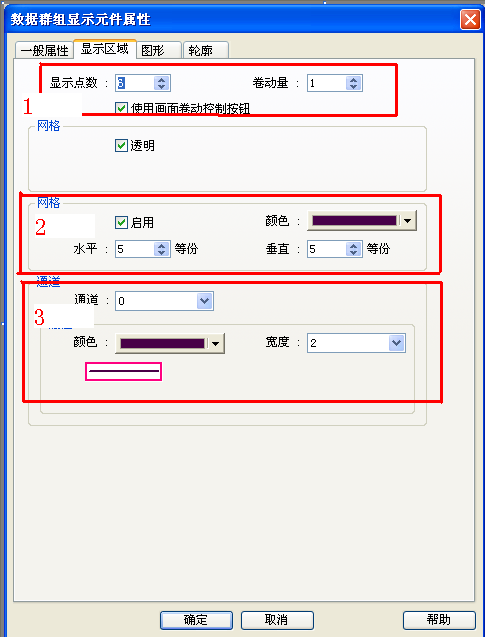 数据群组显示元件属性
一般属性 显示区域 图形 轮廓
显示点数 : 6 卷动量 : 1
1
使用画面卷动控制按钮
网格
透明
网格
2 启用 颜色 :
水平 : 5 等份 垂直 : 5 等份
通道
通道 : 0
3
颜色 : 宽度 : 2
确定 取消 帮助